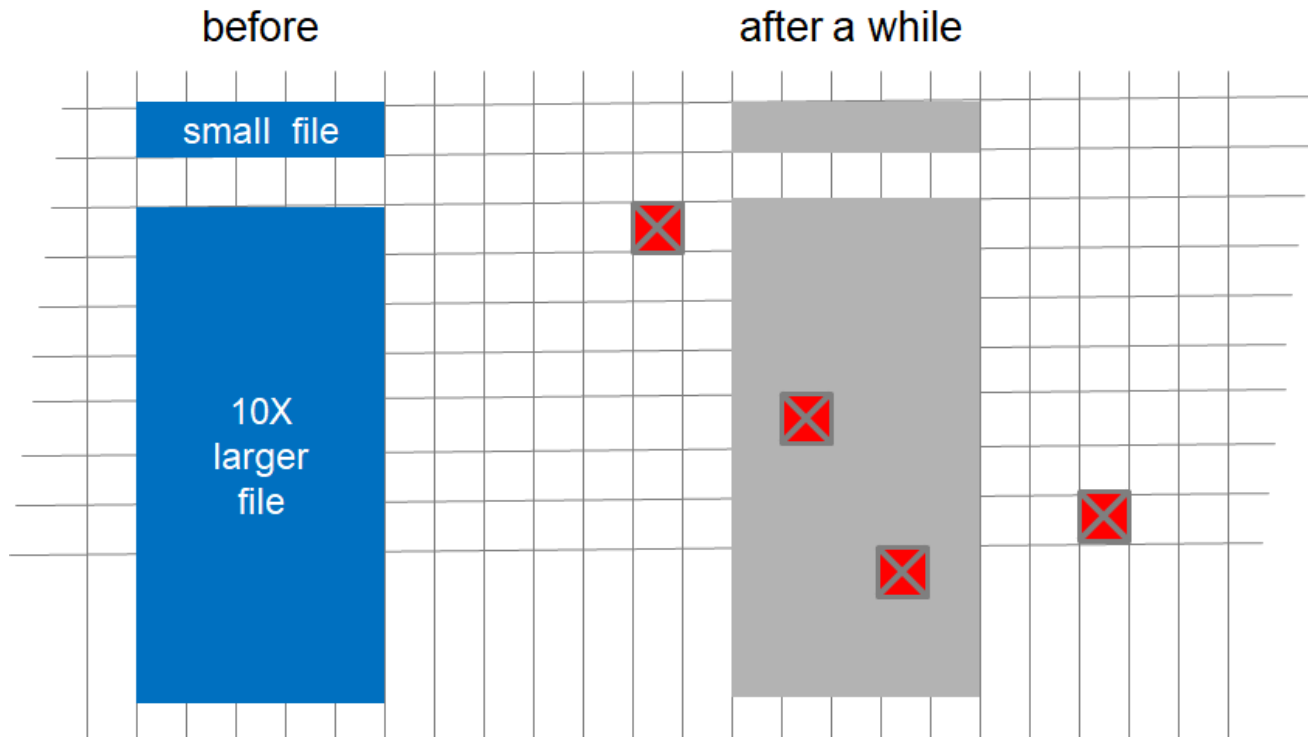 before
after a while
small file
10X
larger
file